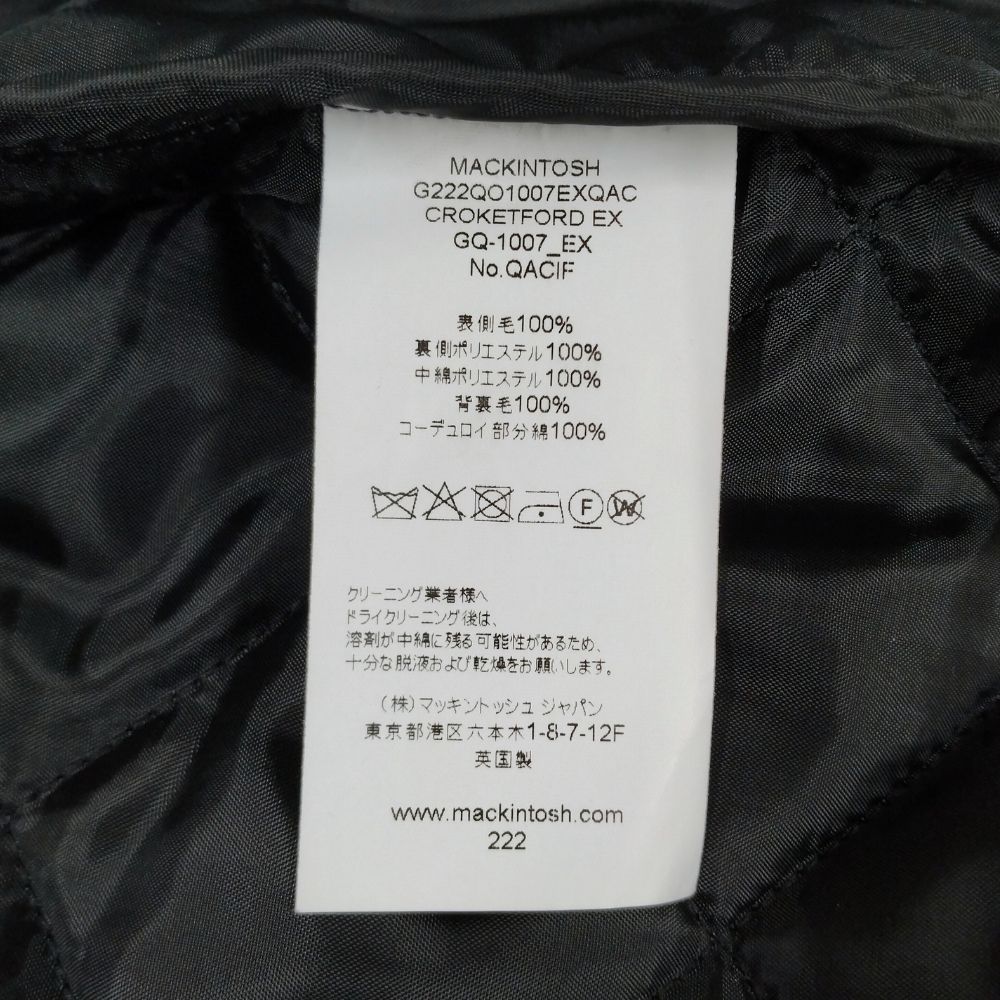 MACKINTOSH
G222QO1007EXQAC
CROKETFORD EX
GQ-1007_EX
No.QACIF
表側毛100%
裏側ポリエステル100%
中綿ポリエステル100%
背裏毛100%
コーデュロイ部分綿100%
F
W
クリーニング業者様へ
ドライクリーニング後は、
溶剤が中綿に残る可能性があるため、
十分な脱液および乾燥をお願いします。
(株)マッキントッシュ ジャパン
東京都港区六本木1-8-7-12F
英国製
www.mackintosh.com
222